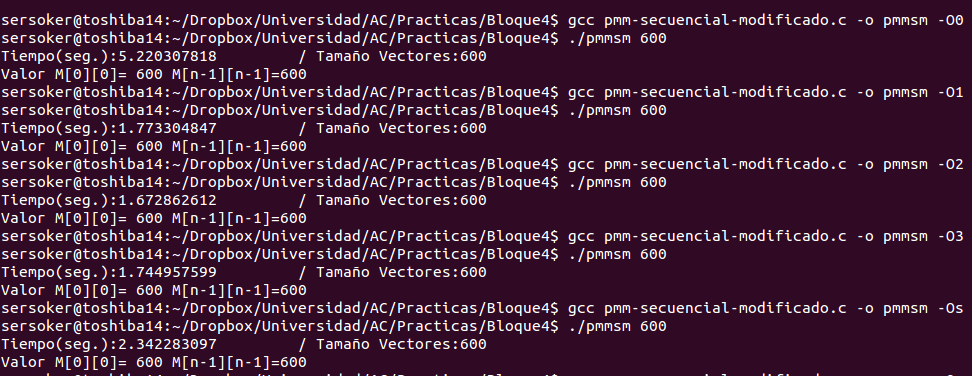 sersoker@toshiba14:~/Dropbox/Universidad/AC/Practicas/Bloque4$ gcc pmm-secuencial-modificado.c -o pmmsm -O0
sersoker@toshiba14:~/Dropbox/Universidad/AC/Practicas/Bloque4$ ./pmmsm 600
Tiempo(seg.):5.220307818         / Tamaño Vectores:600
Valor M[0][0]= 600 M[n-1][n-1]=600
sersoker@toshiba14:~/Dropbox/Universidad/AC/Practicas/Bloque4$ gcc pmm-secuencial-modificado.c -o pmmsm -O1
sersoker@toshiba14:~/Dropbox/Universidad/AC/Practicas/Bloque4$ ./pmmsm 600
Tiempo(seg.):1.773304847         / Tamaño Vectores:600
Valor M[0][0]= 600 M[n-1][n-1]=600
sersoker@toshiba14:~/Dropbox/Universidad/AC/Practicas/Bloque4$ gcc pmm-secuencial-modificado.c -o pmmsm -O2
sersoker@toshiba14:~/Dropbox/Universidad/AC/Practicas/Bloque4$ ./pmmsm 600
Tiempo(seg.):1.672862612         / Tamaño Vectores:600
Valor M[0][0]= 600 M[n-1][n-1]=600
sersoker@toshiba14:~/Dropbox/Universidad/AC/Practicas/Bloque4$ gcc pmm-secuencial-modificado.c -o pmmsm -O3
sersoker@toshiba14:~/Dropbox/Universidad/AC/Practicas/Bloque4$ ./pmmsm 600
Tiempo(seg.):1.744957599         / Tamaño Vectores:600
Valor M[0][0]= 600 M[n-1][n-1]=600
sersoker@toshiba14:~/Dropbox/Universidad/AC/Practicas/Bloque4$ gcc pmm-secuencial-modificado.c -o pmmsm -Os
sersoker@toshiba14:~/Dropbox/Universidad/AC/Practicas/Bloque4$ ./pmmsm 600
Tiempo(seg.):2.342283097         / Tamaño Vectores:600
Valor M[0][0]= 600 M[n-1][n-1]=600